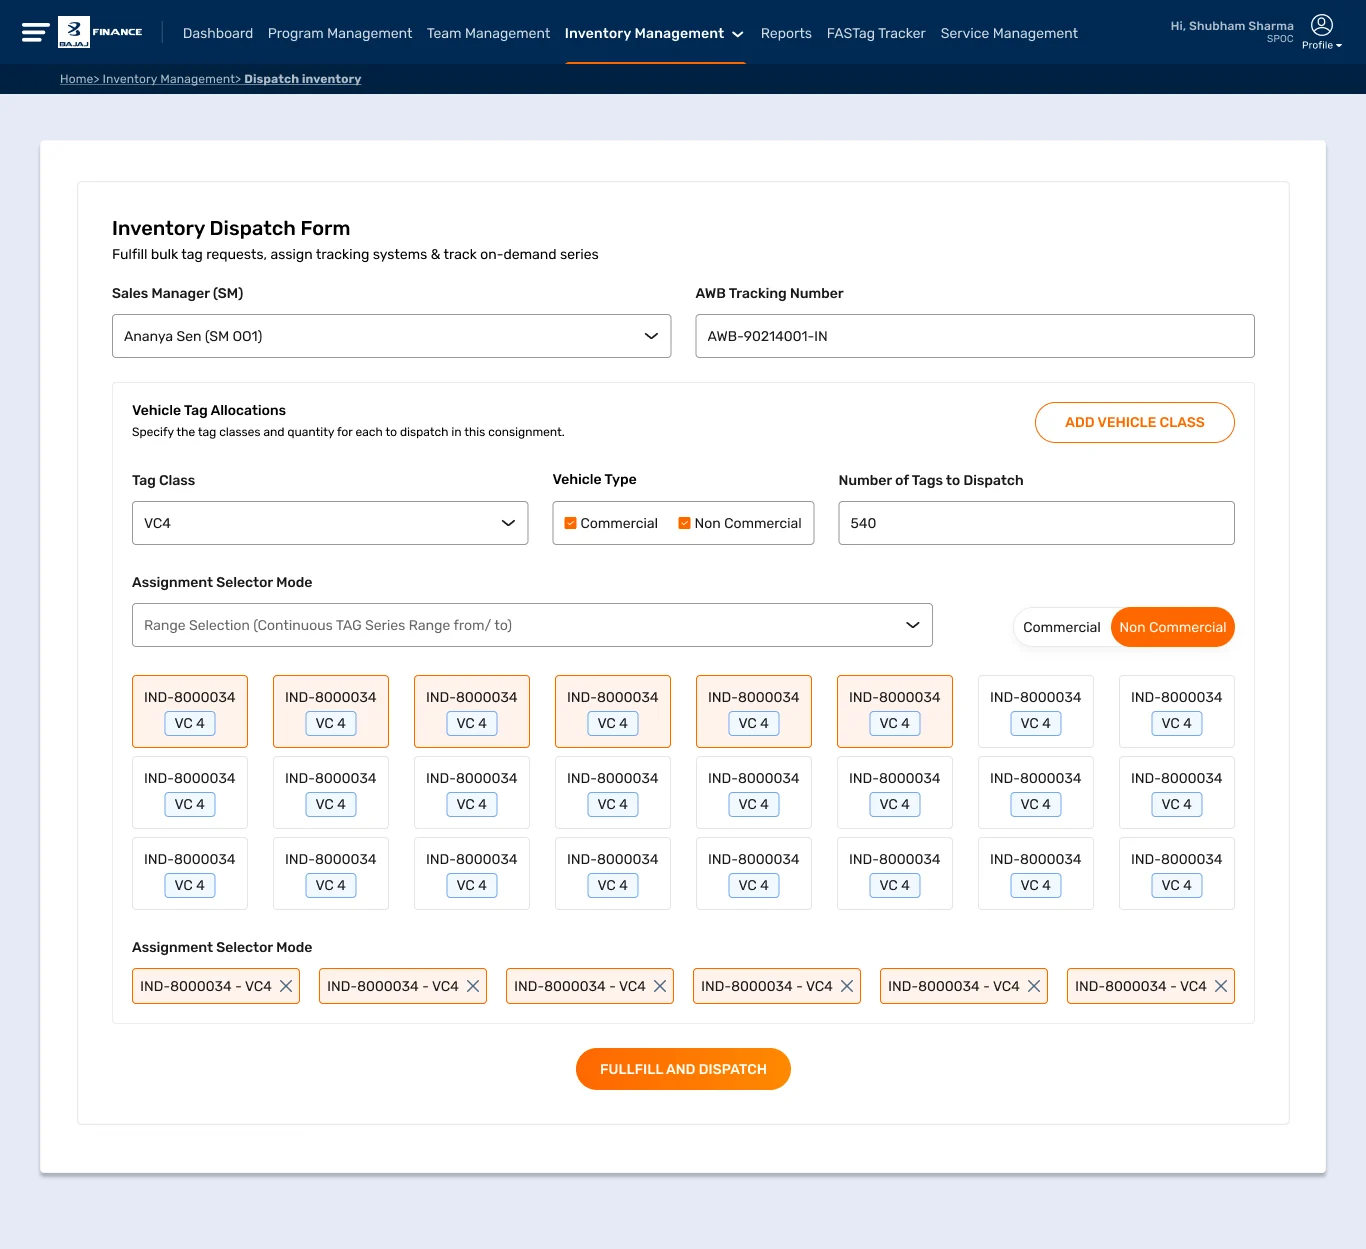 BAJAJ
FINANCE
Dashboard Program Management Team Management Inventory Management Reports FASTag Tracker Service Management
Hi, Shubham Sharma
SPOC
Profile
Home> Inventory Management> Dispatch inventory
Inventory Dispatch Form
Fulfill bulk tag requests, assign tracking systems & track on-demand series
Sales Manager (SM) AWB Tracking Number
Ananya Sen (SM 001) AWB-90214001-IN
Vehicle Tag Allocations
Specify the tag classes and quantity for each to dispatch in this consignment.
ADD VEHICLE CLASS
Tag Class Vehicle Type Number of Tags to Dispatch
VC4 Commercial Non Commercial 540
Assignment Selector Mode
Range Selection (Continuous TAG Series Range from/ to) Commercial Non Commercial
IND-8000034 IND-8000034 IND-8000034 IND-8000034 IND-8000034 IND-8000034 IND-8000034 IND-8000034
VC 4 VC 4 VC 4 VC 4 VC 4 VC 4 VC 4 VC 4
IND-8000034 IND-8000034 IND-8000034 IND-8000034 IND-8000034 IND-8000034 IND-8000034 IND-8000034
VC 4 VC 4 VC 4 VC 4 VC 4 VC 4 VC 4 VC 4
IND-8000034 IND-8000034 IND-8000034 IND-8000034 IND-8000034 IND-8000034 IND-8000034 IND-8000034
VC 4 VC 4 VC 4 VC 4 VC 4 VC 4 VC 4 VC 4
Assignment Selector Mode
IND-8000034 - VC4 IND-8000034 - VC4 IND-8000034 - VC4 IND-8000034 - VC4 IND-8000034 - VC4 IND-8000034 - VC4
FULLFILL AND DISPATCH